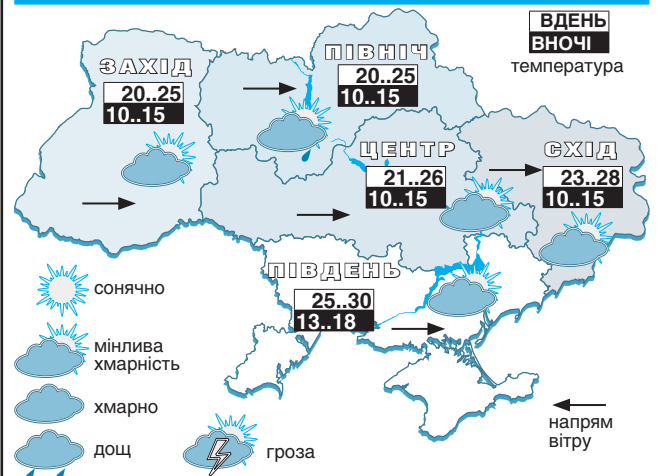 ВДЕНЬ
ВНОЧІ
температура
ПІВНІЧ
20..25
10..15
ЗАХІД
20..25
10..15
ЦЕНТР
21..26
10..15
СХІД
23..28
10..15
ПІВДЕНЬ
25..30
13..18
сонячно
мінлива
хмарність
хмарно
дощ
гроза
напрям
вітру